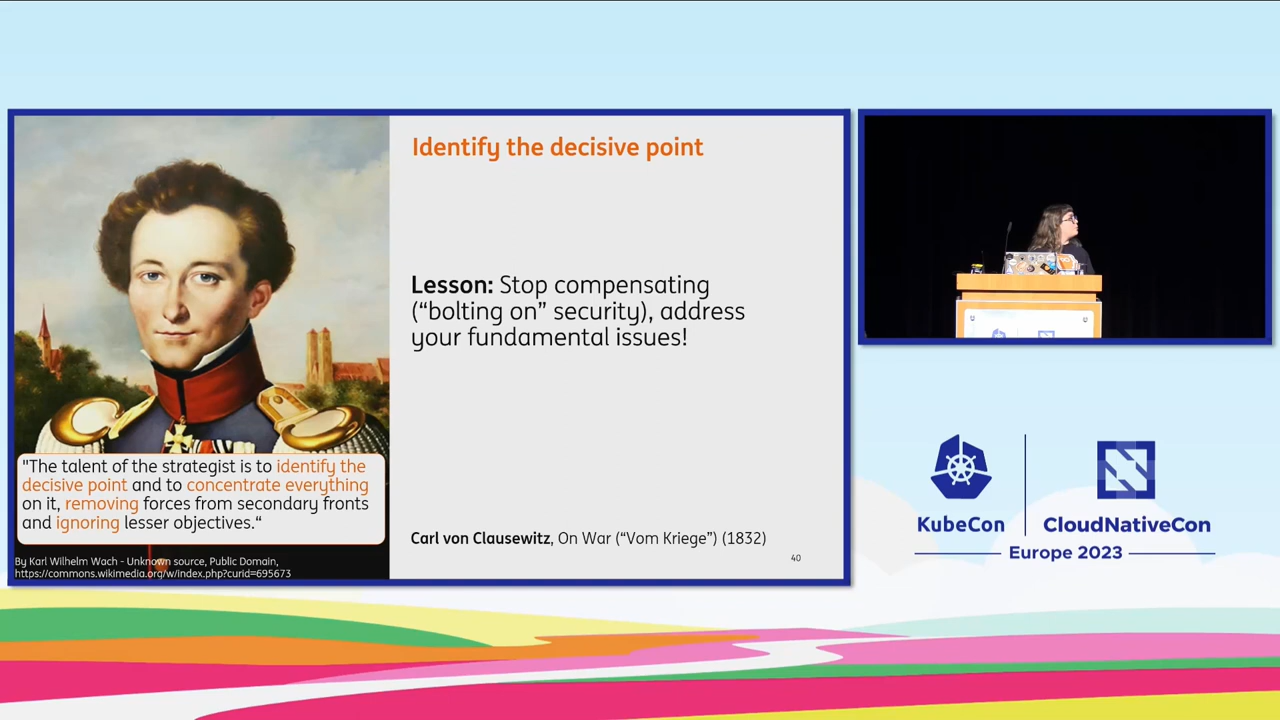 Identify the decisive point
Lesson: Stop compensating
(“bolting on” security), address
your fundamental issues!
"The talent of the strategist is to identify the
decisive point and to concentrate everything
on it, removing forces from secondary fronts
and ignoring lesser objectives.“
Carl von Clausewitz, On War (“Vom Kriege”) (1832)
40
By Karl Wilhelm Wach - Unknown source, Public Domain,
https://commons.wikimedia.org/w/index.php?curid=695673
KubeCon
CloudNativeCon
Europe 2023